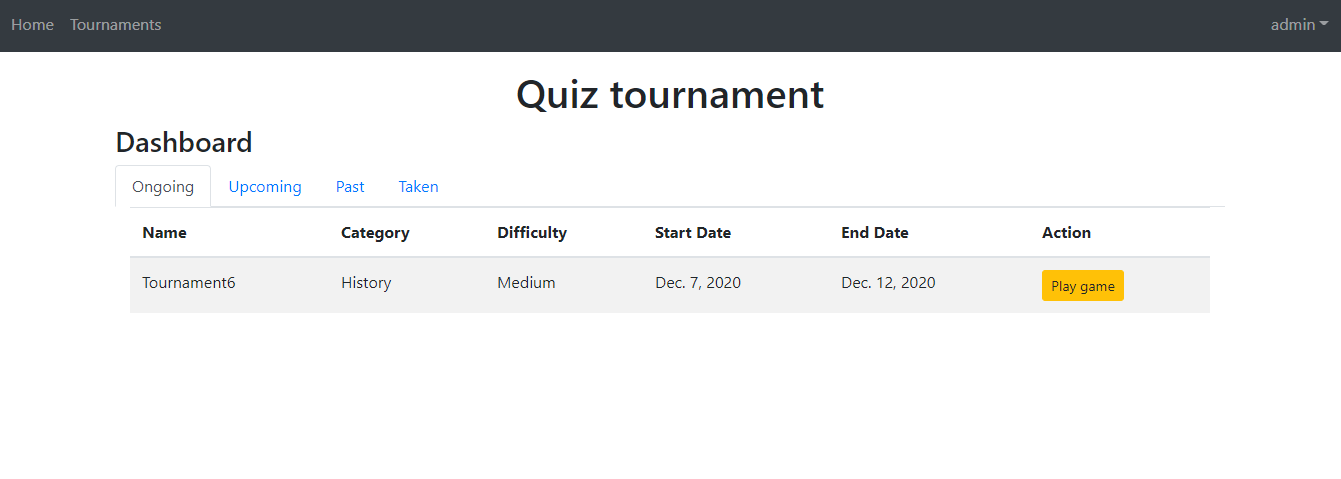 Home Tournaments admin
Quiz tournament
Dashboard
Ongoing Upcoming Past Taken
Name Category Difficulty Start Date End Date Action
Tournament6 History Medium Dec. 7, 2020 Dec. 12, 2020 Play game